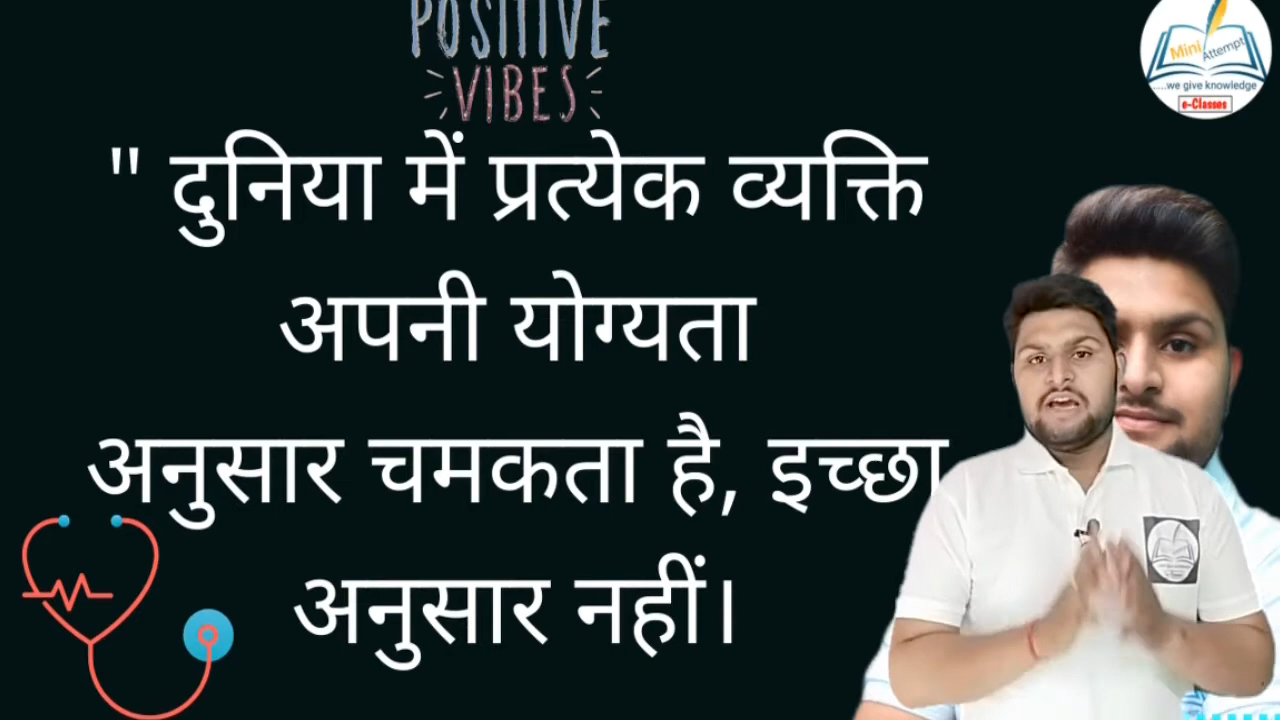 POSITIVE
VIBES
Mini Attempt
.....we give knowledge
e-Classes
" दुनिया में प्रत्येक व्यक्ति
अपनी योग्यता
अनुसार चमकता है, इच्छा
अनुसार नहीं।